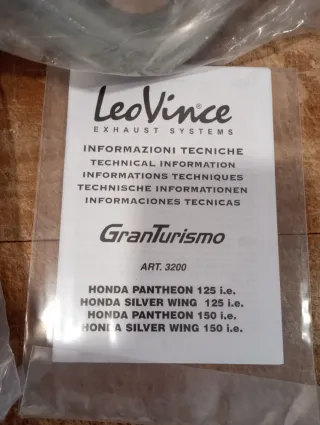 LeoVince®
EXHAUST SYSTEMS
INFORMAZIONI TECNICHE
TECHNICAL INFORMATION
INFORMATIONS TECHNIQUES
TECHNISCHE INFORMATIONEN
INFORMACIONES TECNICAS
GranTurismo
ART. 3200
HONDA PANTHEON 125 i.e.
HONDA SILVER WING 125 i.e.
HONDA PANTHEON 150 i.e.
HONDA SILVER WING 150 i.e.